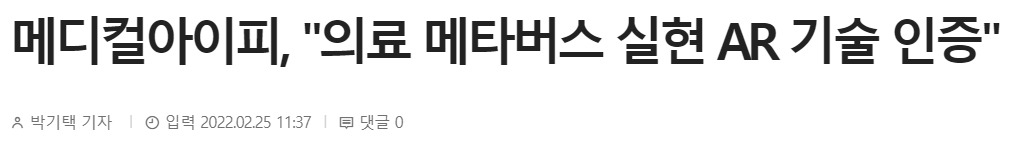 메디컬아이피, "의료 메타버스 실현 AR 기술 인증"
박기택 기자 | 입력 2022.02.25 11:37 | 댓글 0